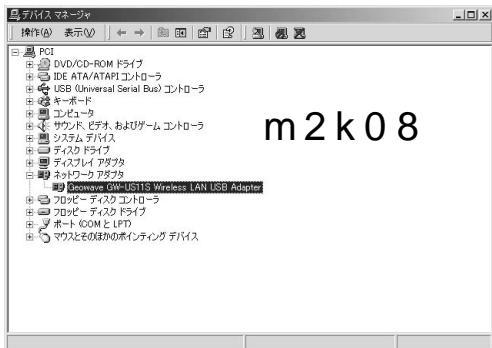 デバイス マネージャ
操作(A) 表示(V)
PCI
DVD/CD-ROM ドライブ
IDE ATA/ATAPI コントローラ
USB (Universal Serial Bus) コントローラ
キーボード
コンピュータ
サウンド、ビデオ、およびゲーム コントローラ
システム デバイス
ディスク ドライブ
ディスプレイ アダプタ
ネットワーク アダプタ
Geowave GW-US11S Wireless LAN USB Adapter
フロッピー ディスク コントローラ
フロッピー ディスク ドライブ
ポート (COM と LPT)
マウスとそのほかのポインティング デバイス
m2k08